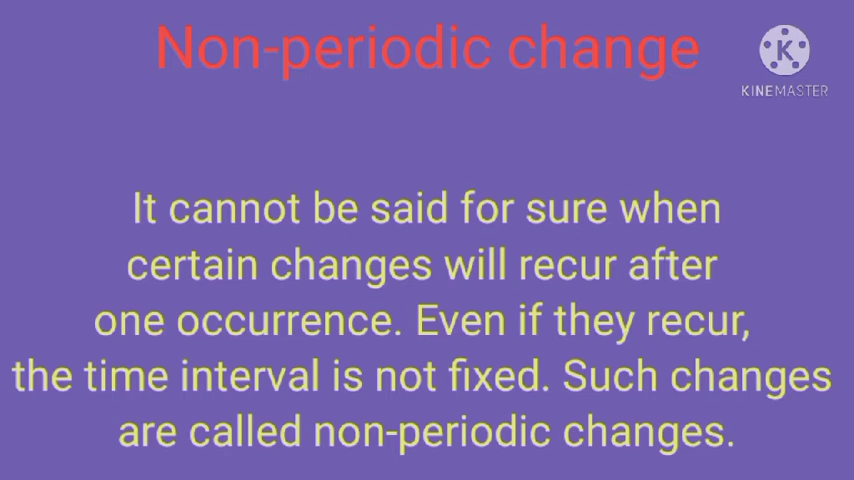 Non-periodic change
KINEMASTER
It cannot be said for sure when
certain changes will recur after
one occurrence. Even if they recur,
the time interval is not fixed. Such changes
are called non-periodic changes.